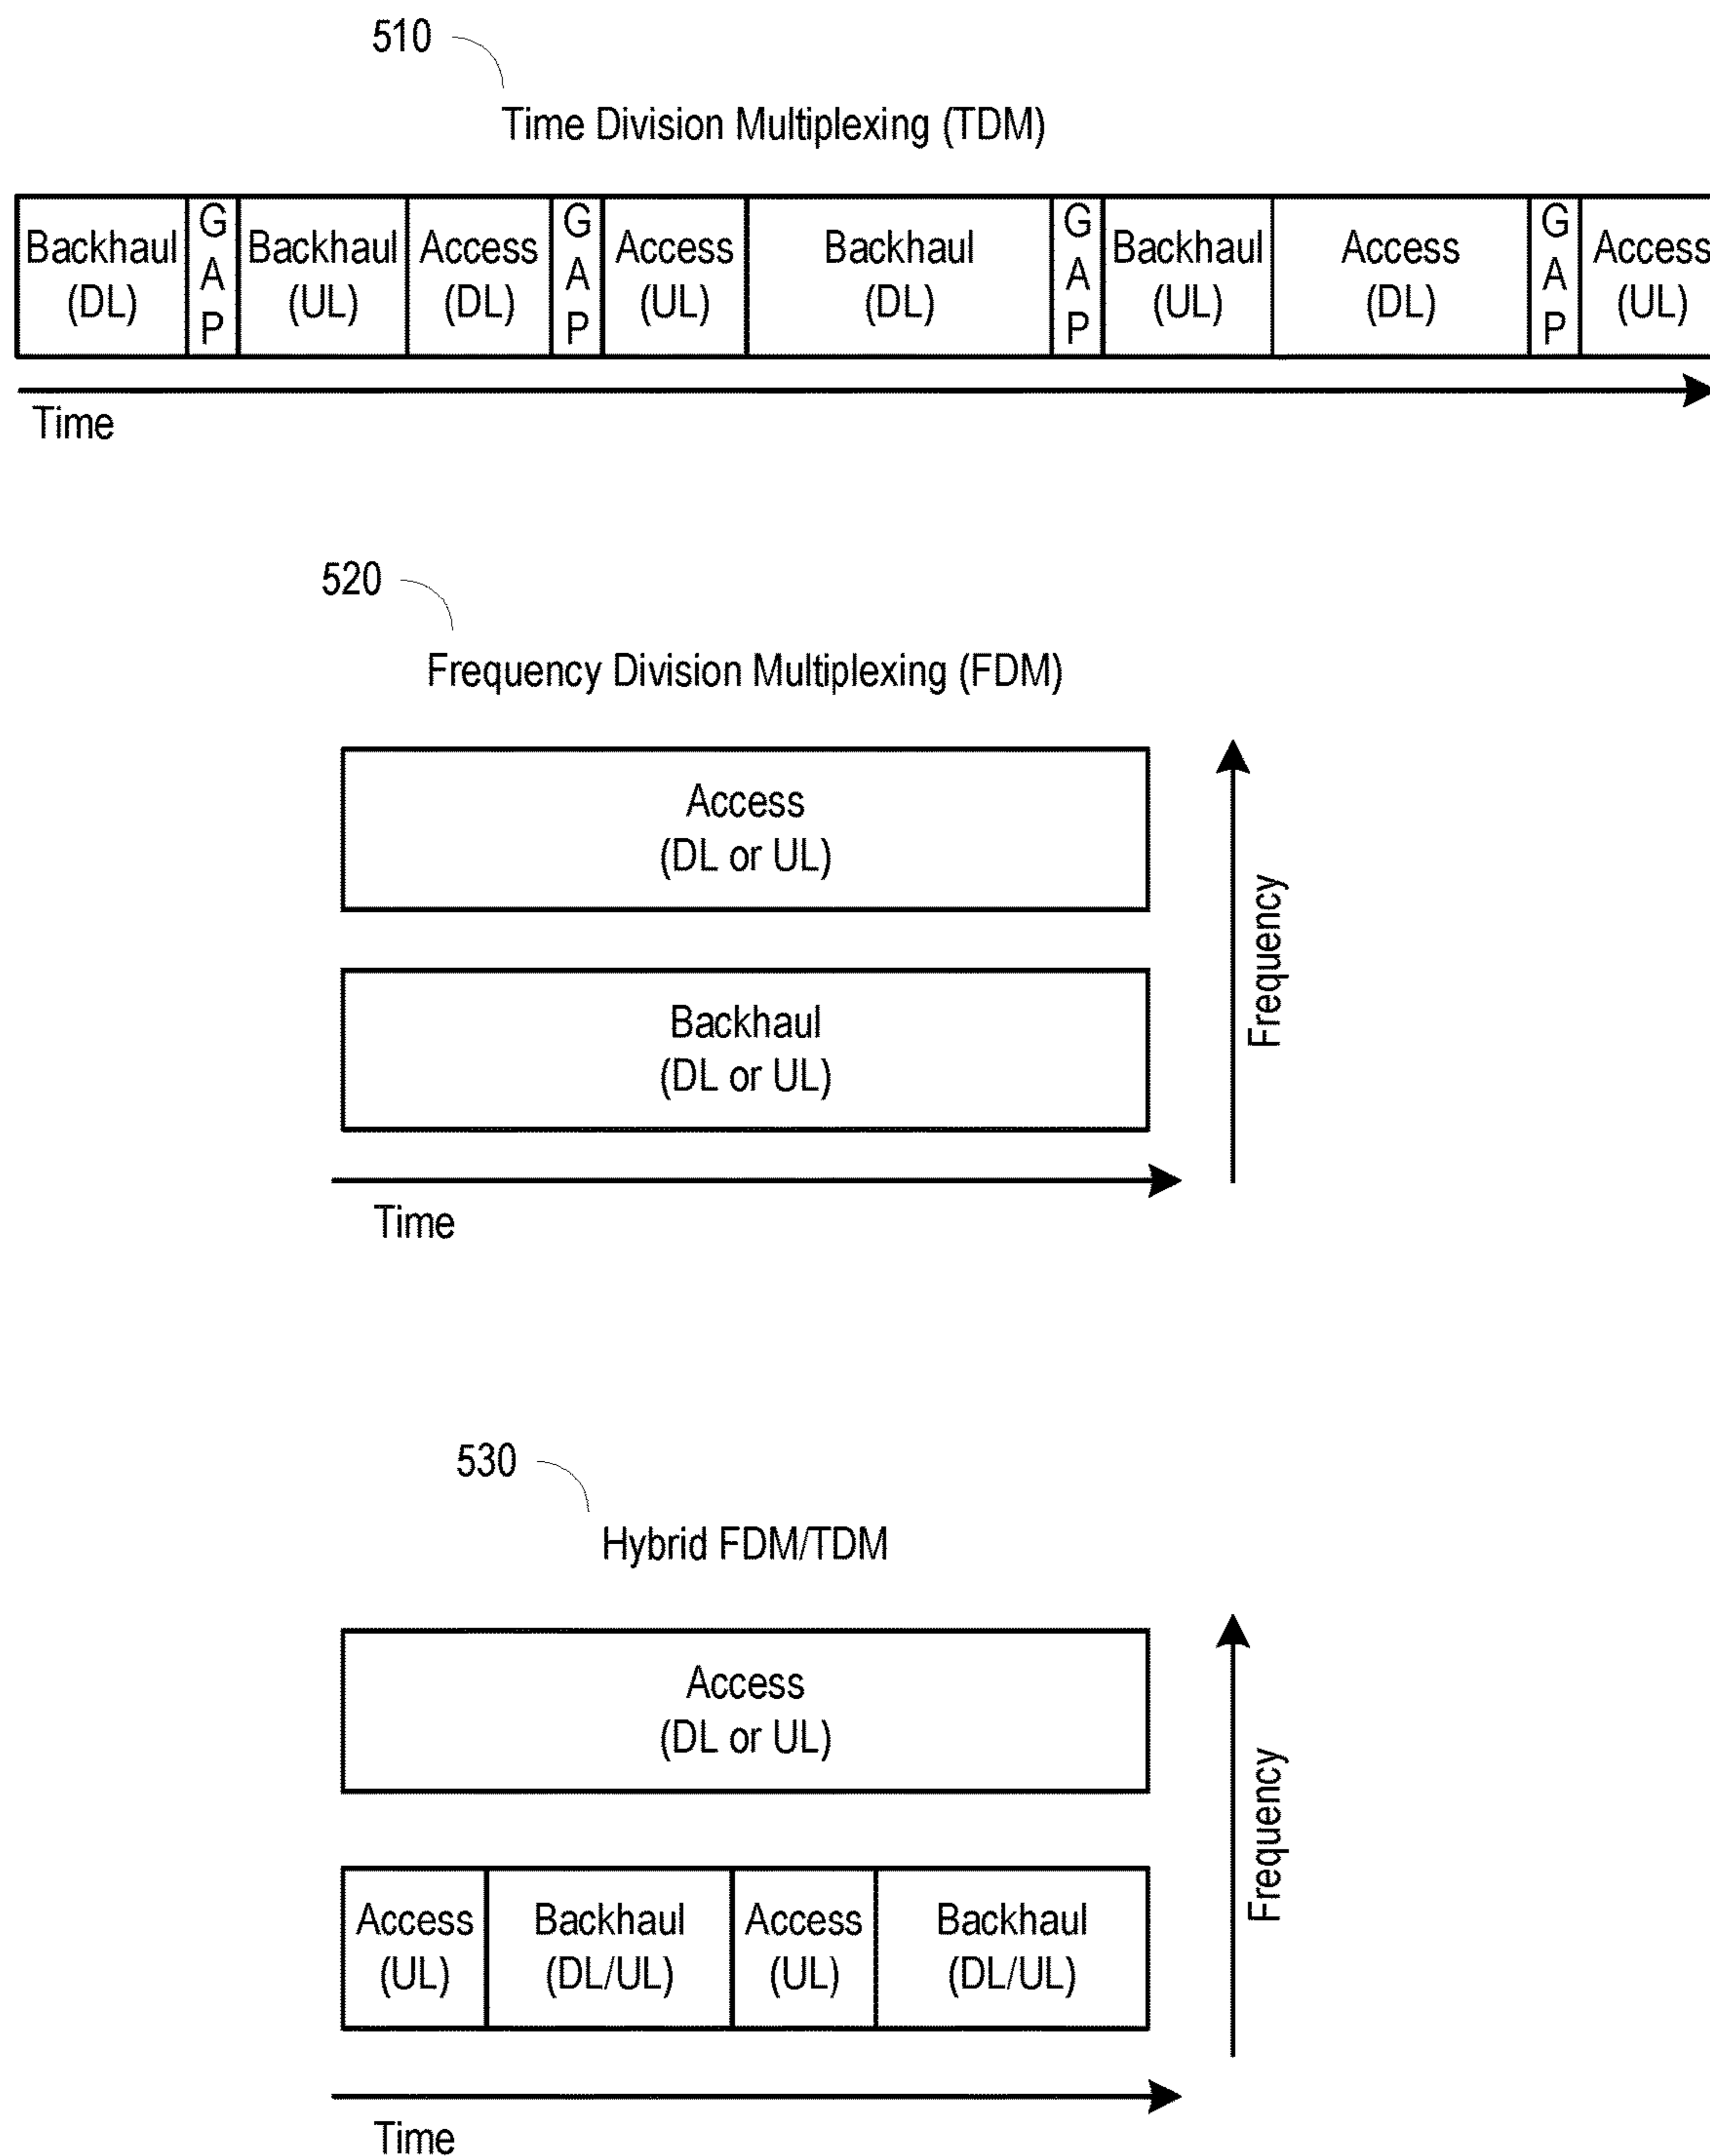 510
Time Division Multiplexing (TDM)
Backhaul
(DL)
G
A
P
Backhaul
(UL)
Access
(DL)
G
A
P
Access
(UL)
Backhaul
(DL)
G
A
P
Backhaul
(UL)
Access
(DL)
G
A
P
Access
(UL)
Time
520
Frequency Division Multiplexing (FDM)
Access
(DL or UL)
Backhaul
(DL or UL)
Frequency
Time
530
Hybrid FDM/TDM
Access
(DL or UL)
Access
(UL)
Backhaul
(DL/UL)
Access
(UL)
Backhaul
(DL/UL)
Frequency
Time